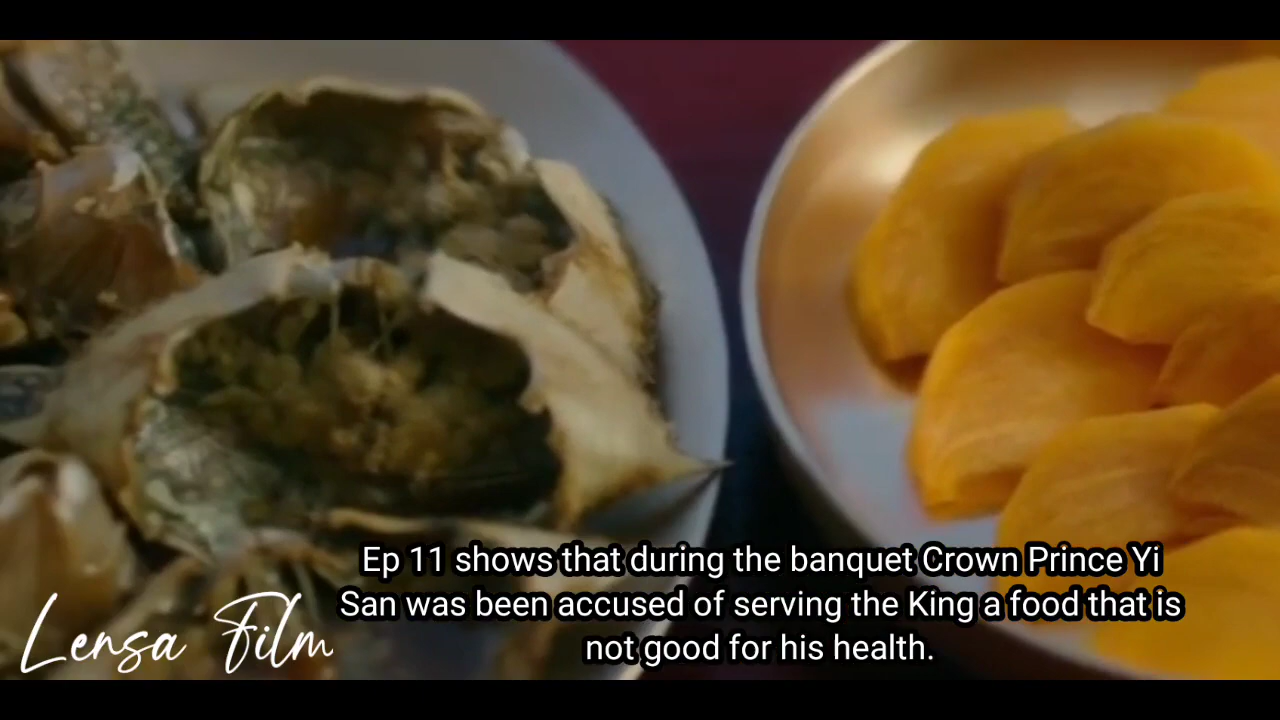 Ep 11 shows that during the banquet Crown Prince Yi
San was been accused of serving the King a food that is
not good for his health.
Lensa Film